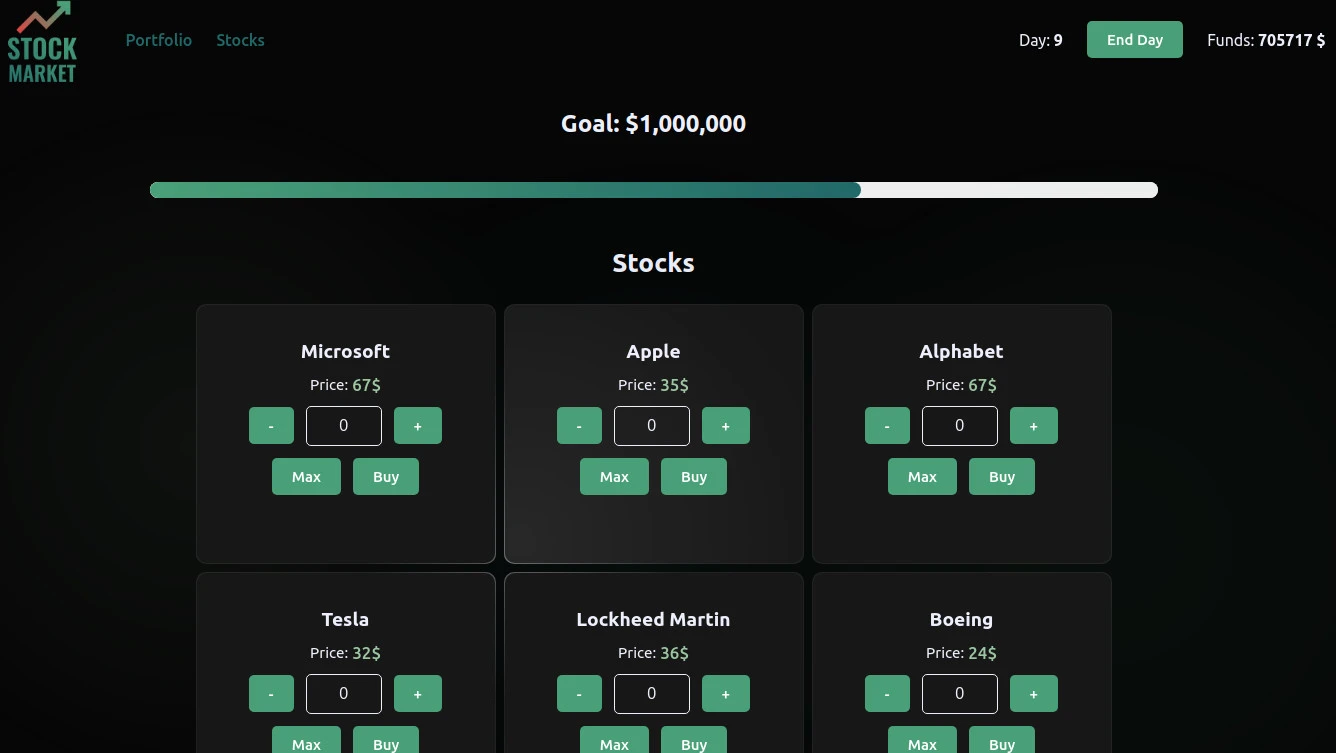 STOCK
MARKET
Portfolio Stocks Day: 9 End Day Funds: 705717 $
Goal: $1,000,000
Stocks
Microsoft Apple Alphabet
Price: 67$ Price: 35$ Price: 67$
- 0 + - 0 + - 0 +
Max Buy Max Buy Max Buy
Tesla Lockheed Martin Boeing
Price: 32$ Price: 36$ Price: 24$
- 0 + - 0 + - 0 +
Max Buy Max Buy Max Buy